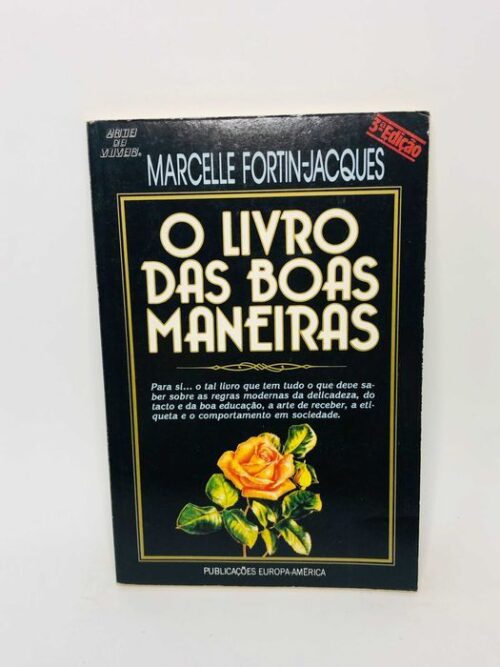 ARTE
DE
VIVER
3ª Edição
MARCELLE FORTIN-JACQUES
O LIVRO
DAS BOAS
MANEIRAS
Para si... o tal livro que tem tudo o que deve sa-
ber sobre as regras modernas da delicadeza, do
tacto e da boa educação, a arte de receber, a eti-
queta e o comportamento em sociedade.
PUBLICAÇÕES EUROPA-AMÉRICA